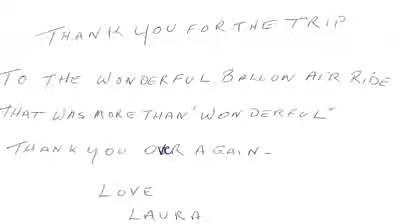 THANK YOU FOR THE TRIP
TO THE WONDERFUL BALLON AIR RIDE
THAT WAS MORE THAN "WONDERFUL"
THANK YOU OVER AGAIN -
LOVE
LAURA